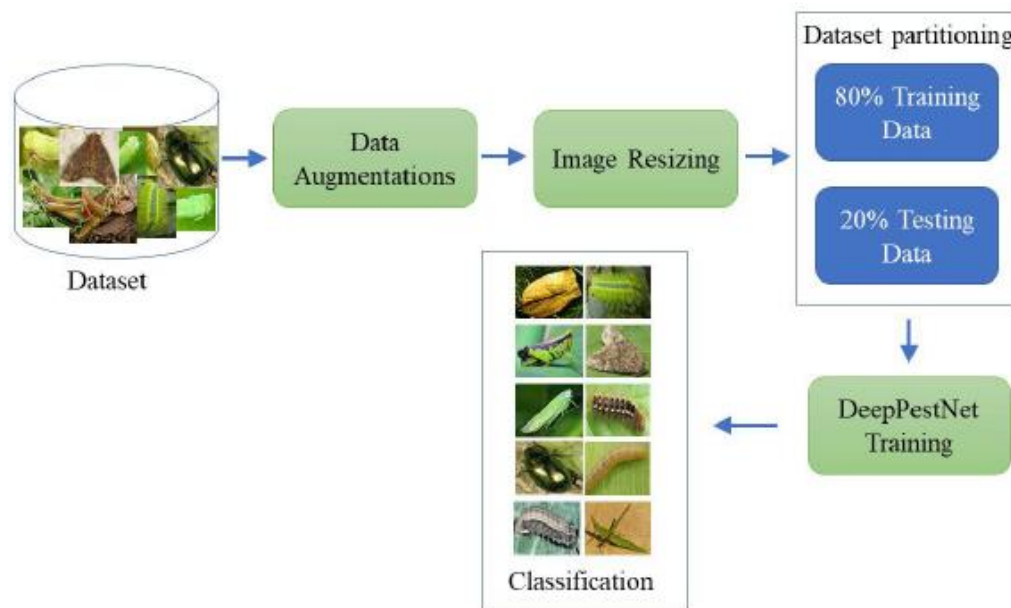 Dataset
Data
Augmentations
Image Resizing
Dataset partitioning
80% Training
Data
20% Testing
Data
DeepPestNet
Training
Classification